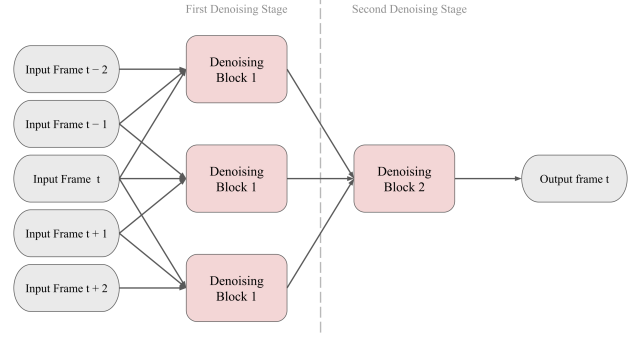 First Denoising Stage
Second Denoising Stage
Input Frame t − 2
Input Frame t − 1
Input Frame t
Input Frame t + 1
Input Frame t + 2
Denoising
Block 1
Denoising
Block 1
Denoising
Block 1
Denoising
Block 2
Output frame t